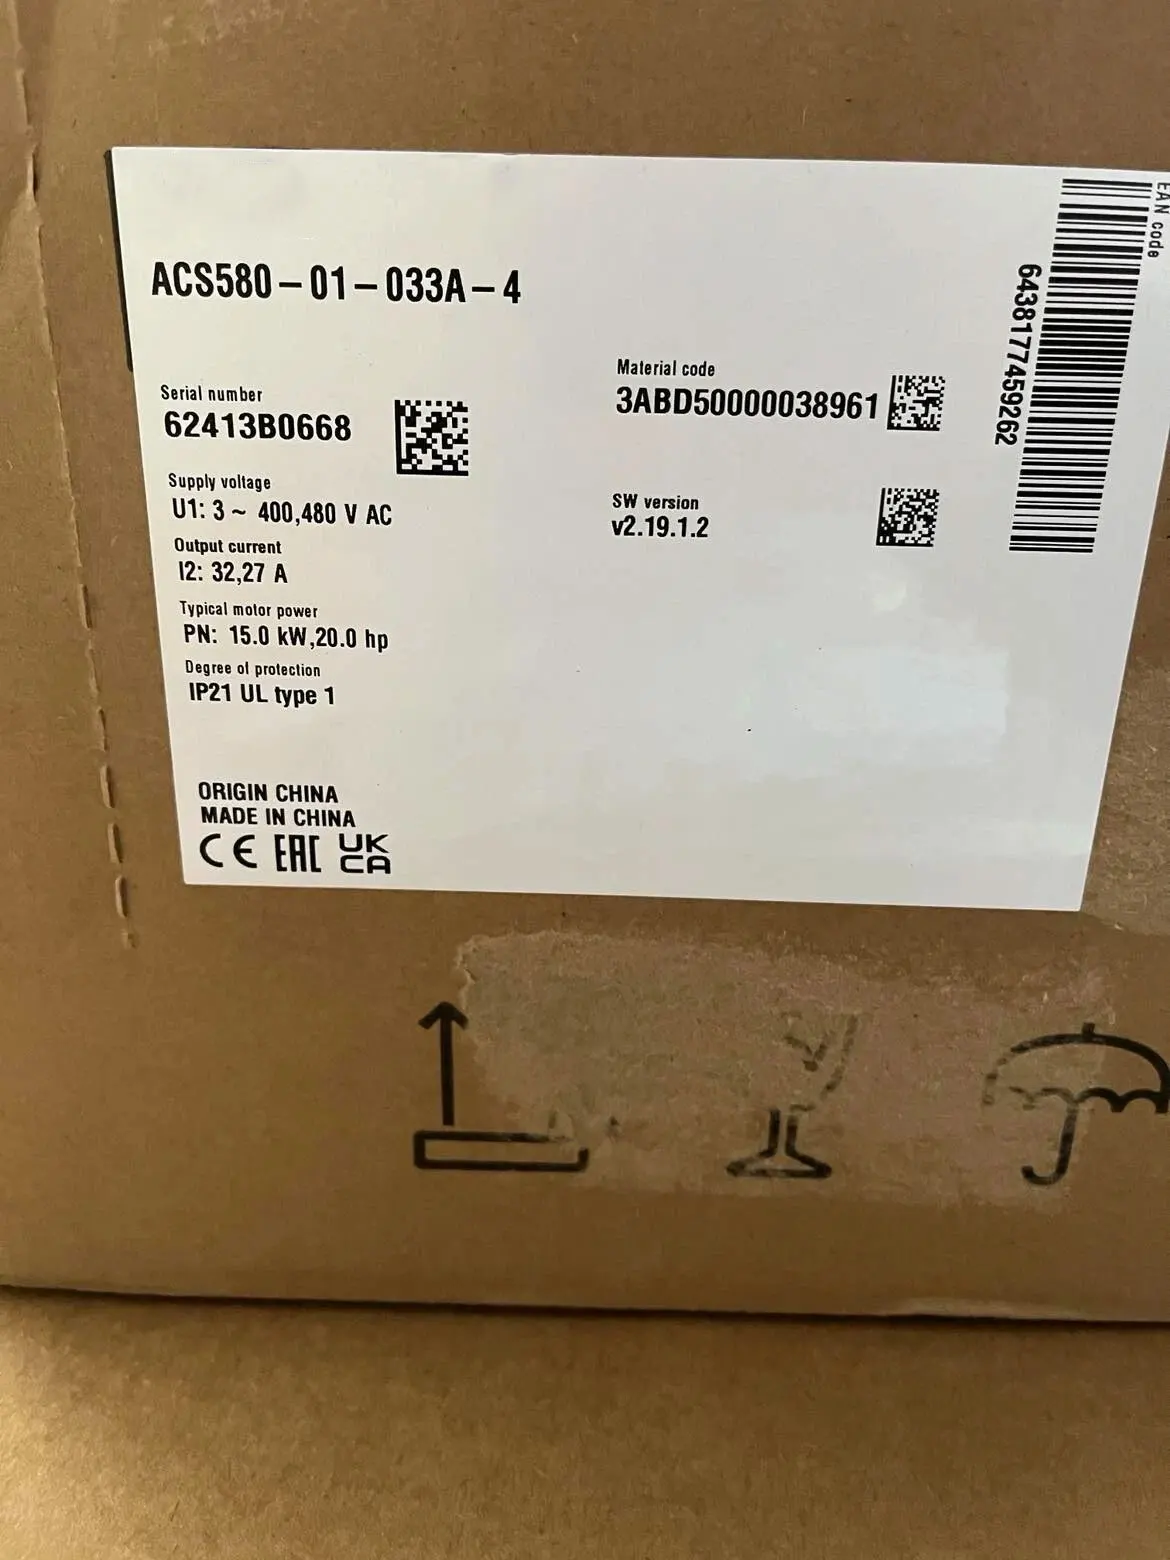 ACS580-01-033A-4
Serial number
62413B0668
Supply voltage
U1: 3 ~ 400,480 V AC
Output current
I2: 32,27 A
Typical motor power
PN: 15.0 kW,20.0 hp
Degree of protection
IP21 UL type 1
ORIGIN CHINA
MADE IN CHINA
CE EAC UK
CA
Material code
3ABD50000038961
SW version
v2.19.1.2
EAN code
6438177459262